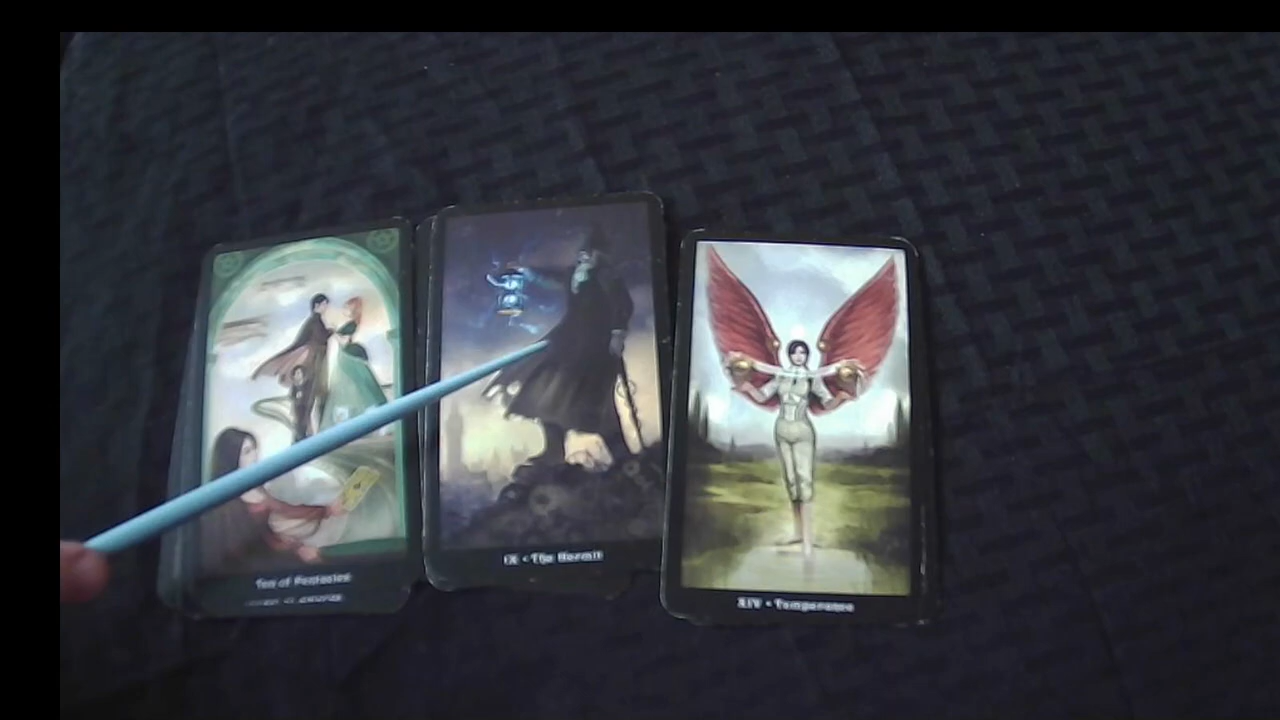 Ten of Pentacles
IX • The Hermit
XIV • Temperance